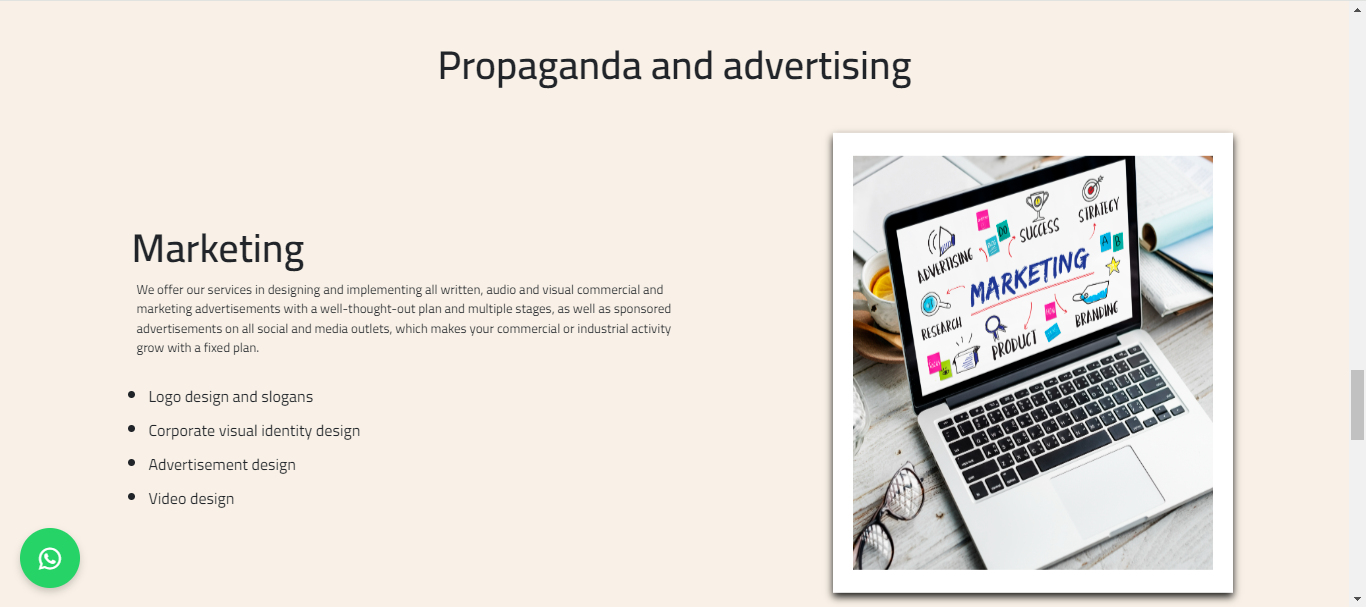 Propaganda and advertising
Marketing
We offer our services in designing and implementing all written, audio and visual commercial and
marketing advertisements with a well-thought-out plan and multiple stages, as well as sponsored
advertisements on all social and media outlets, which makes your commercial or industrial activity
grow with a fixed plan.
Logo design and slogans
Corporate visual identity design
Advertisement design
Video design
ADVERTISING
SUCCESS
STRATEGY
MARKETING
A B
RESEARCH
PRODUCT
BRANDING